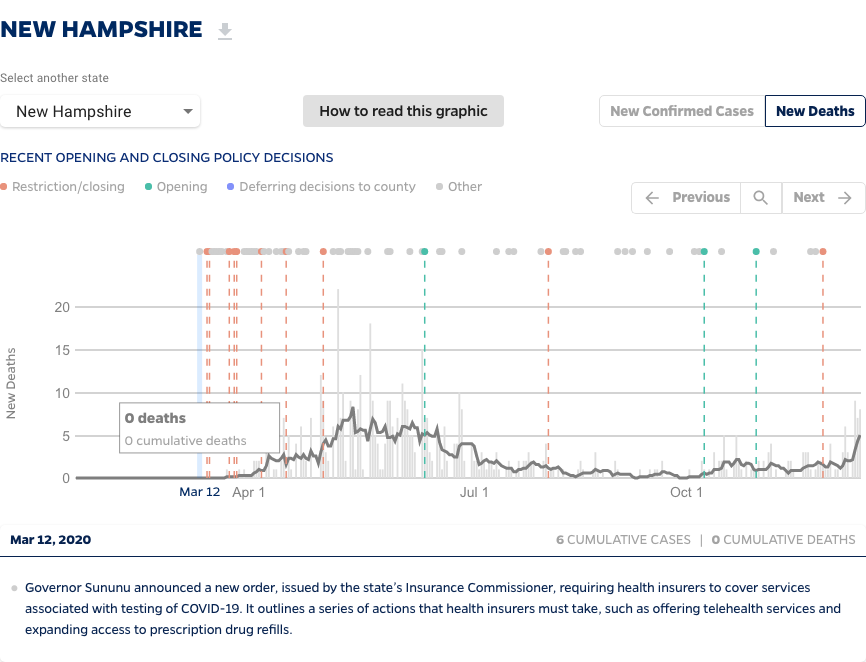 NEW HAMPSHIRE
Select another state
New Hampshire
How to read this graphic
New Confirmed Cases
New Deaths
RECENT OPENING AND CLOSING POLICY DECISIONS
Restriction/closing
Opening
Deferring decisions to county
Other
Previous
Next
20
15
10
5
0
New Deaths
0 deaths
0 cumulative deaths
Mar 12
Apr 1
Jul 1
Oct 1
Mar 12, 2020
6 CUMULATIVE CASES | 0 CUMULATIVE DEATHS
Governor Sununu announced a new order, issued by the state's Insurance Commissioner, requiring health insurers to cover services
associated with testing of COVID-19. It outlines a series of actions that health insurers must take, such as offering telehealth services and
expanding access to prescription drug refills.